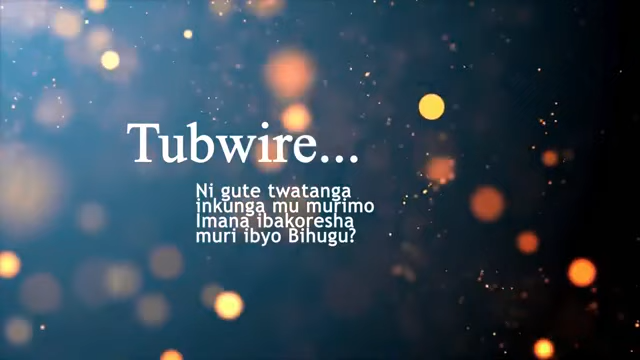 Tubwire...
Ni gute twatanga
inkunga mu murimo
Imana ibakoresha
muri ibyo Bihugu?